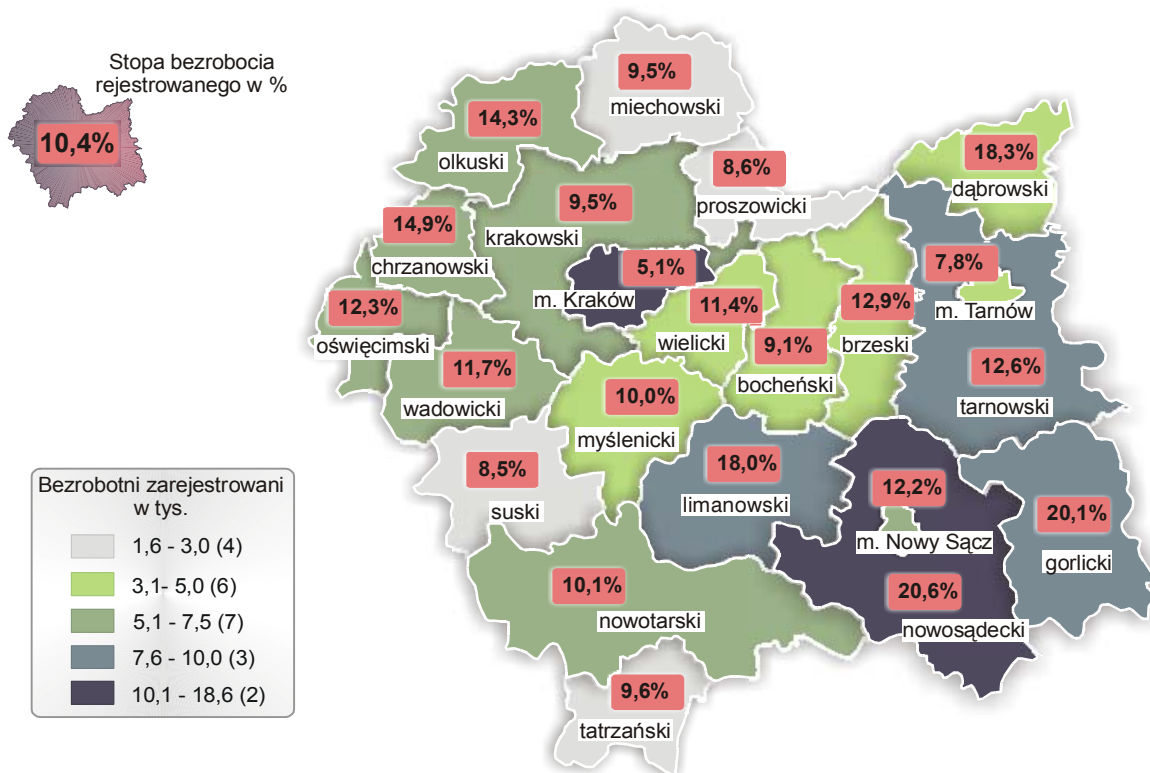 Stopa bezrobocia
rejestrowanego w %
10,4%
9,5%
miechowski
14,3%
olkuski
8,6%
proszowicki
18,3%
dąbrowski
9,5%
krakowski
14,9%
chrzanowski
5,1%
m. Kraków
7,8%
m. Tarnów
12,3%
oświęcimski
11,4%
wielicki
12,9%
brzeski
9,1%
bocheński
11,7%
wadowicki
12,6%
tarnowski
10,0%
myślenicki
8,5%
suski
18,0%
limanowski
12,2%
m. Nowy Sącz
20,1%
gorlicki
10,1%
nowotarski
20,6%
nowosądecki
9,6%
tatrzański
Bezrobotni zarejestrowani
w tys.
1,6 - 3,0 (4)
3,1- 5,0 (6)
5,1 - 7,5 (7)
7,6 - 10,0 (3)
10,1 - 18,6 (2)